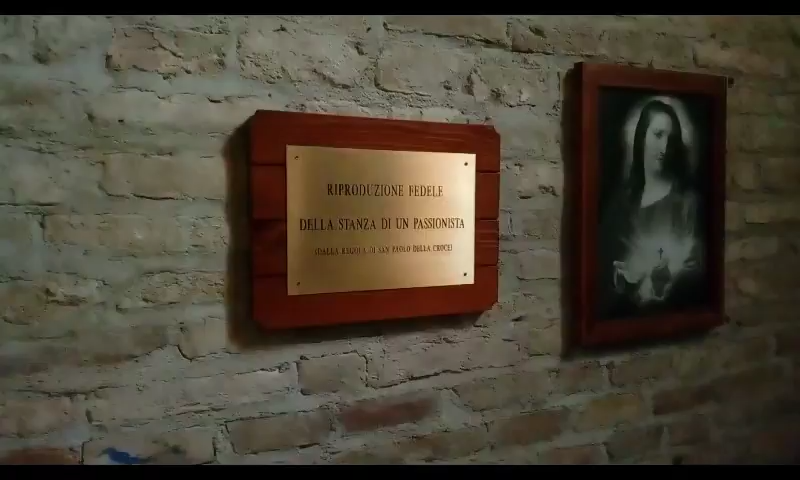 RIPRODUZIONE FEDELE
DELLA STANZA DI UN PASSIONISTA
(DALLA REGOLA DI SAN PAOLO DELLA CROCE)